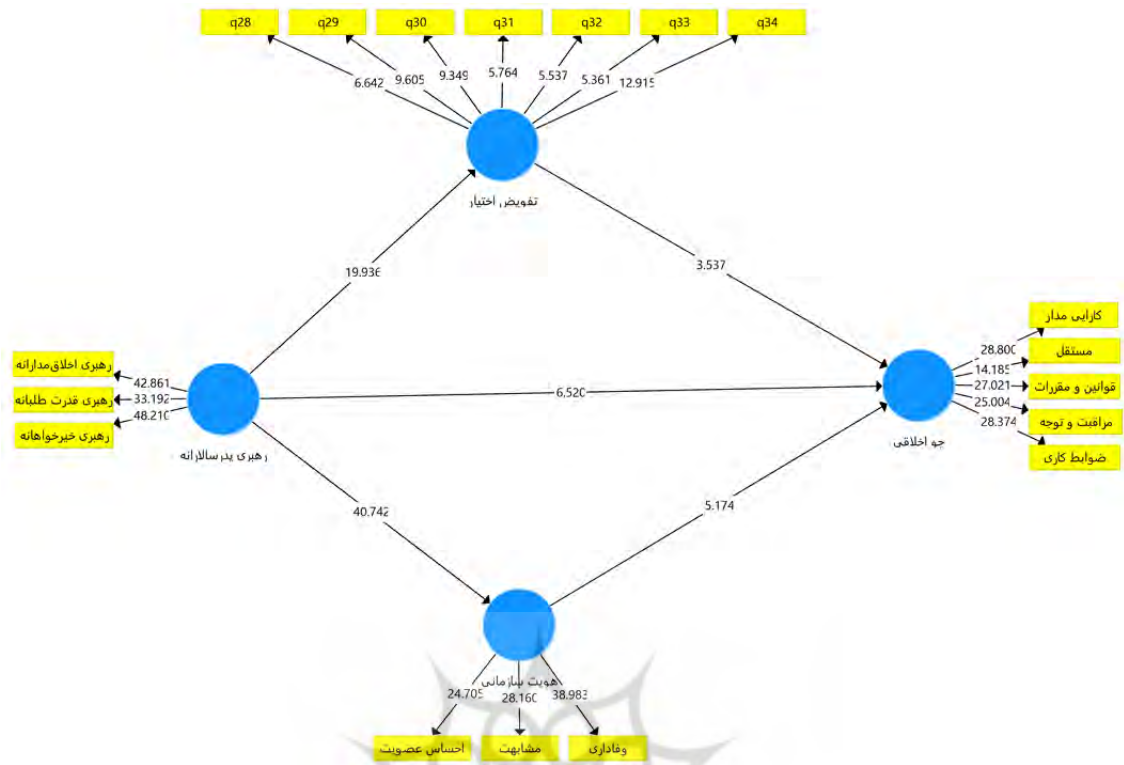 q28
q29
q30
q31
q32
q33
q34
6.642
9.605
9.349
5.764
5.537
5.361
12.915
تفویض اختیار
19.936
3.537
رهبری اخلاق‌مدارانه
رهبری قدرت طلبانه
رهبری خیرخواهانه
42.861
33.192
48.210
رهبری پدرسالارانه
6.520
جو اخلاقی
28.800
14.185
27.021
25.004
28.374
کارایی مدار
مستقل
قوانین و مقررات
مراقبت و توجه
ضوابط کاری
40.742
5.174
هویت سازمانی
24.705
28.160
38.983
احساس عضویت
مشابهت
وفاداری